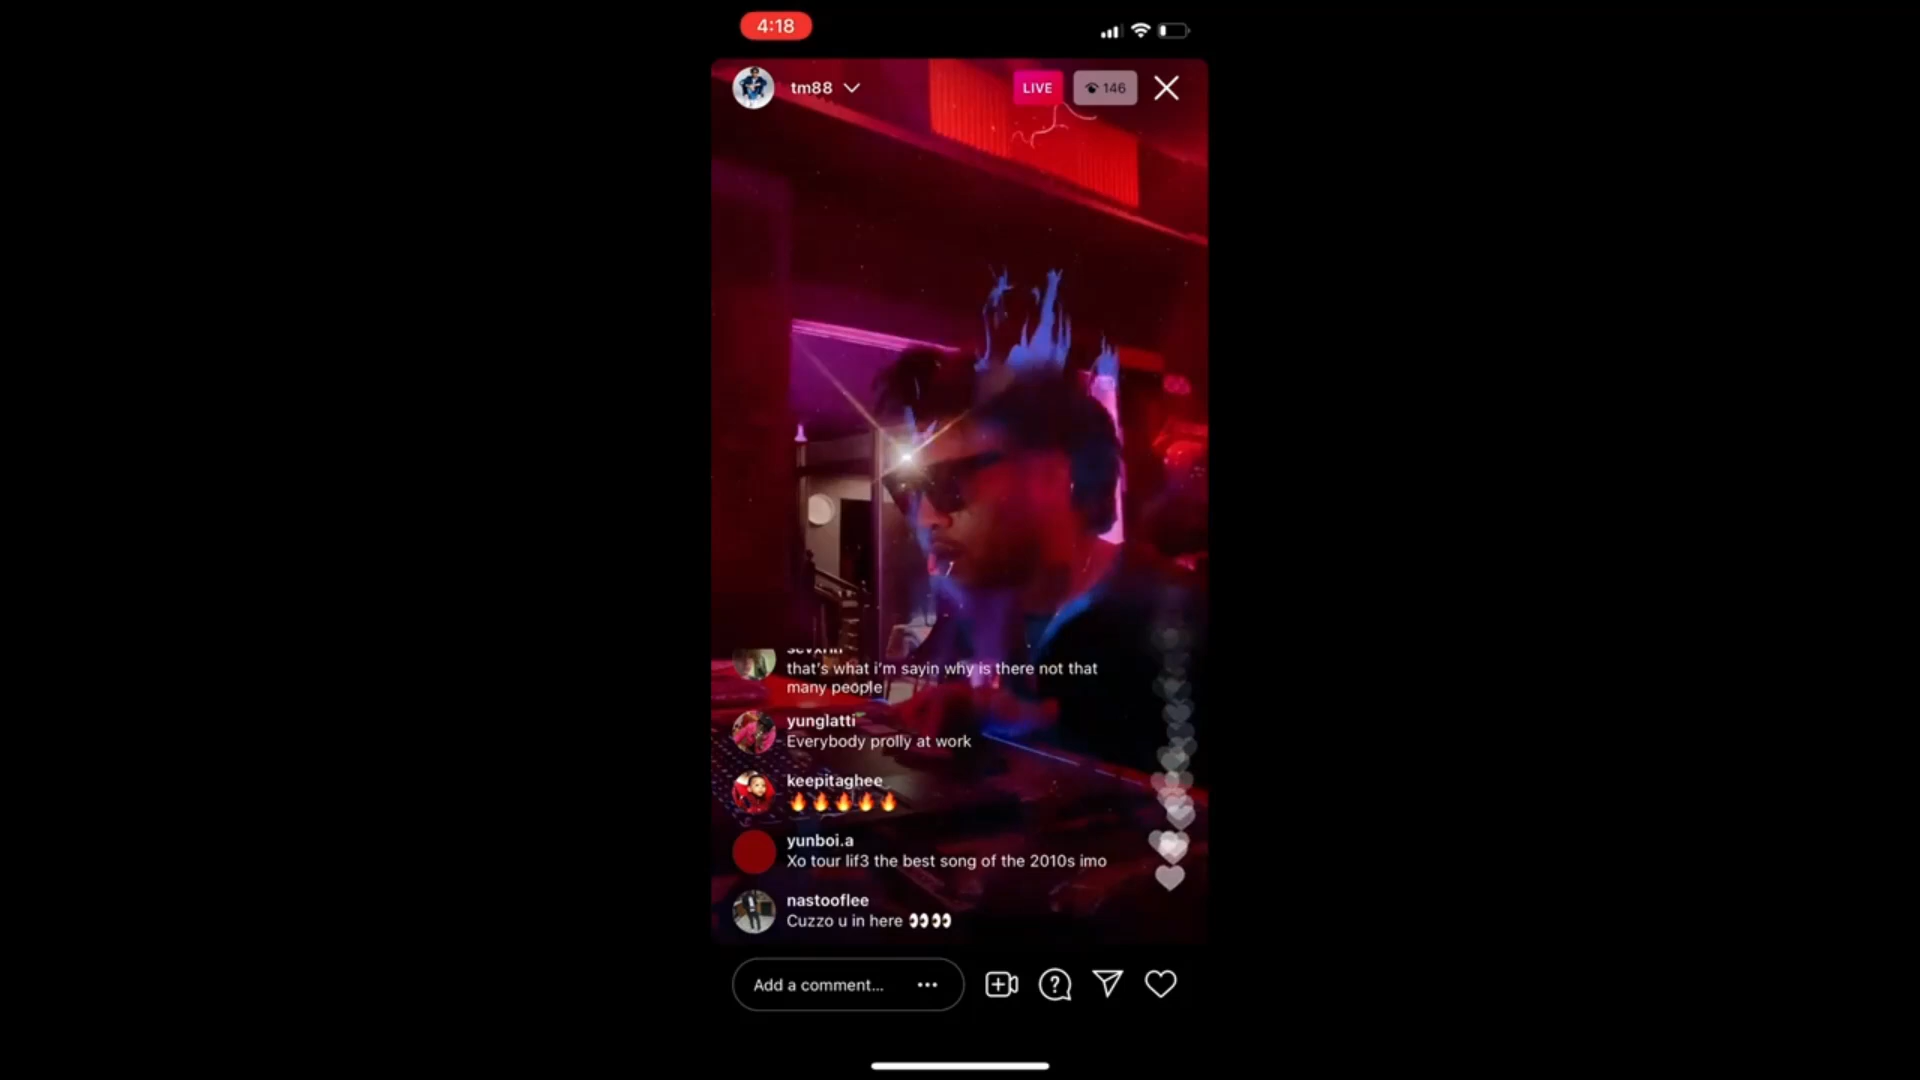 4:18
tm88
LIVE
146
that's what i'm sayin why is there not that
many people
yunglatti
Everybody prolly at work
keepitaghee
🔥🔥🔥🔥🔥
yunboi.a
Xo tour lif3 the best song of the 2010s imo
nastooflee
Cuzzo u in here 👀👀
Add a comment...